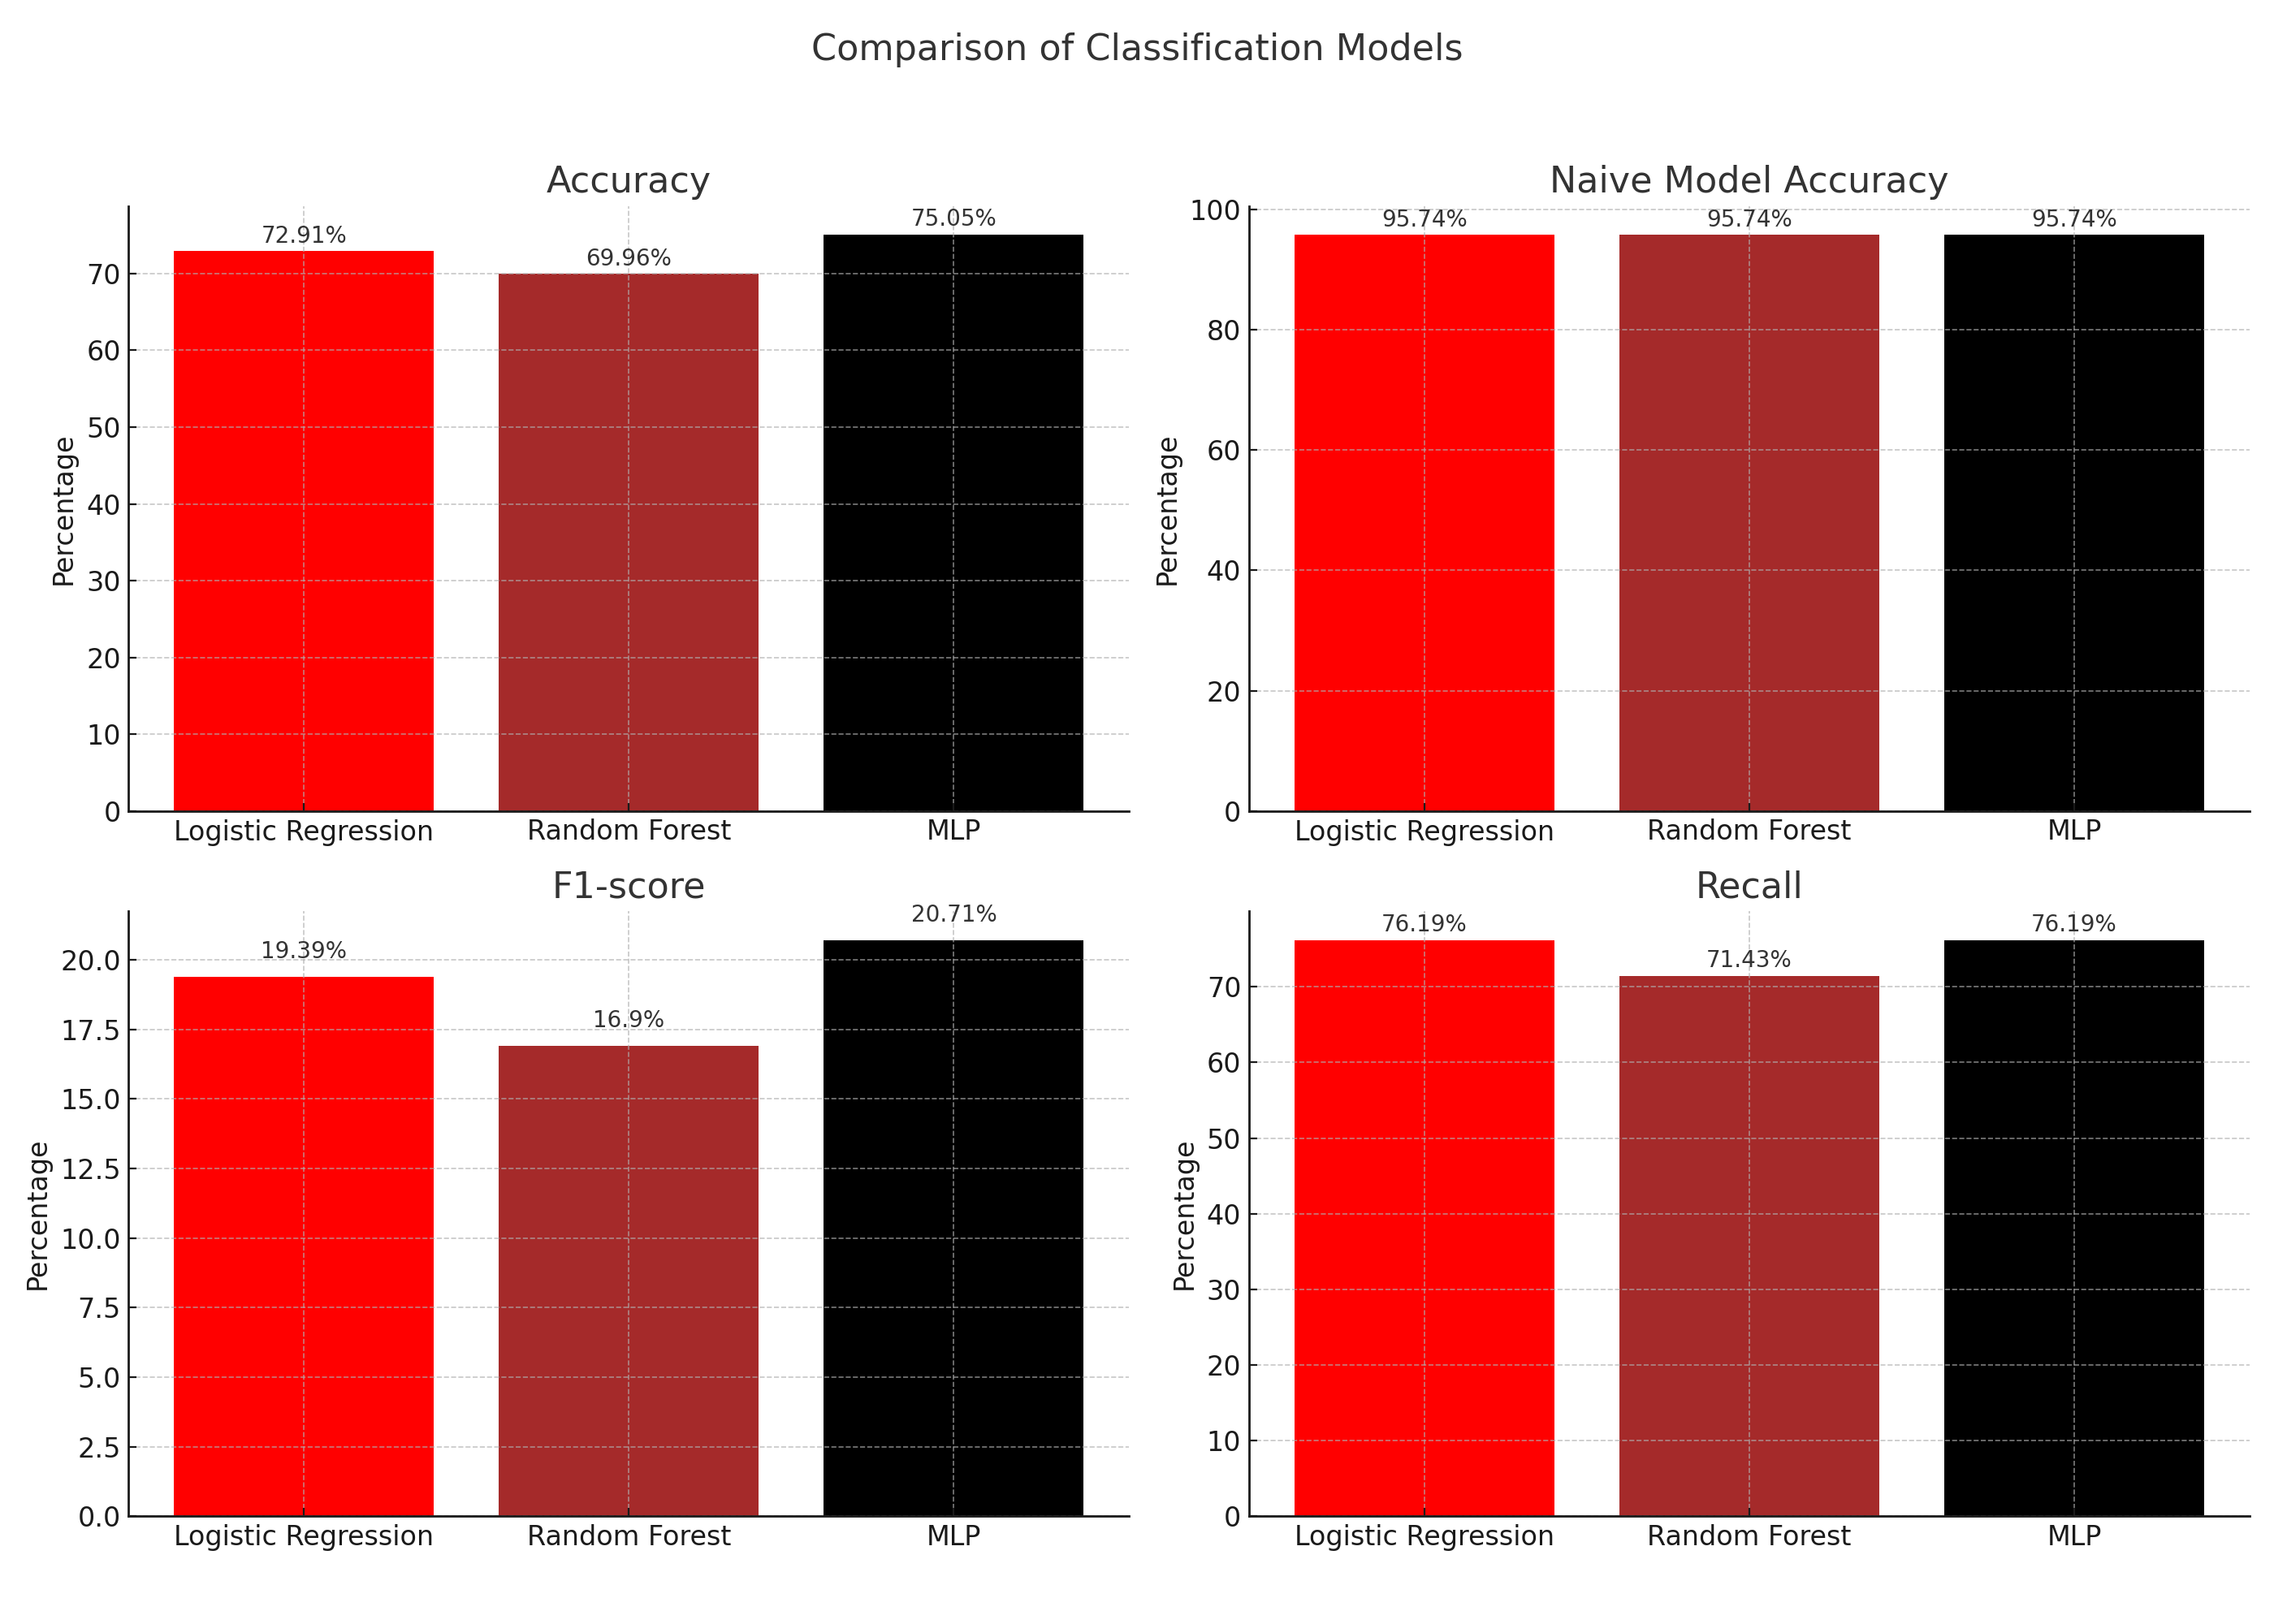 Comparison of Classification Models
Accuracy
Percentage
0
10
20
30
40
50
60
70
72.91%
69.96%
75.05%
Logistic Regression
Random Forest
MLP
Naive Model Accuracy
Percentage
0
20
40
60
80
100
95.74%
95.74%
95.74%
Logistic Regression
Random Forest
MLP
F1-score
Percentage
0.0
2.5
5.0
7.5
10.0
12.5
15.0
17.5
20.0
19.39%
16.9%
20.71%
Logistic Regression
Random Forest
MLP
Recall
Percentage
0
10
20
30
40
50
60
70
76.19%
71.43%
76.19%
Logistic Regression
Random Forest
MLP